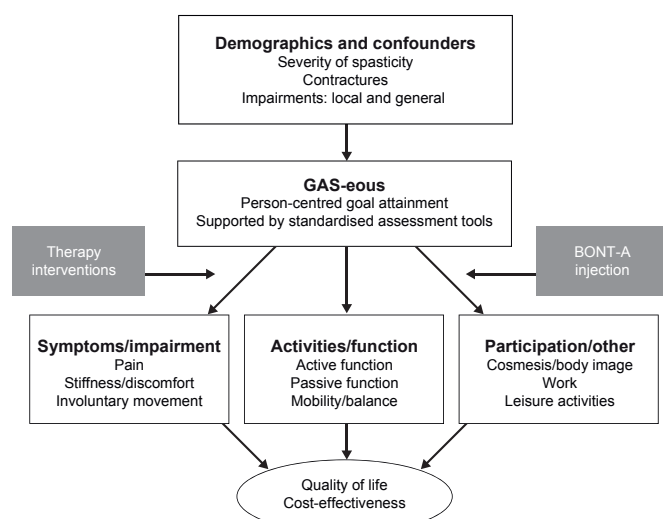 Demographics and confounders
Severity of spasticity
Contractures
Impairments: local and general
GAS-eous
Person-centred goal attainment
Supported by standardised assessment tools
Therapy
interventions
BONT-A
injection
Symptoms/impairment
Pain
Stiffness/discomfort
Involuntary movement
Activities/function
Active function
Passive function
Mobility/balance
Participation/other
Cosmesis/body image
Work
Leisure activities
Quality of life
Cost-effectiveness